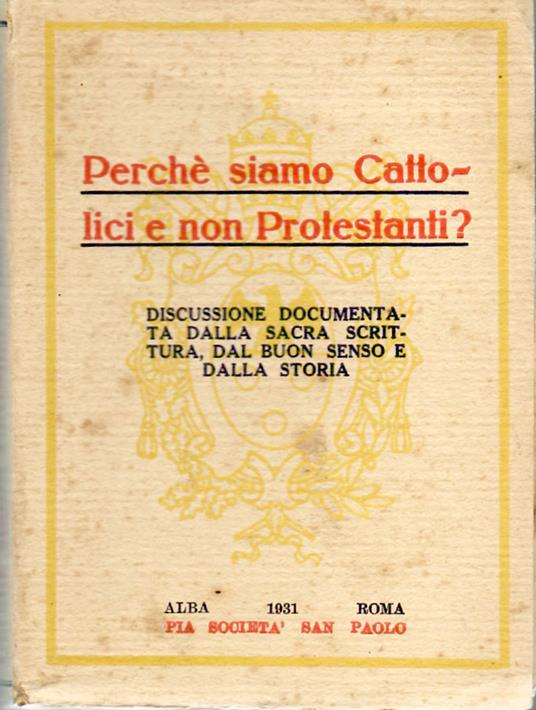 Perchè siamo Catto-
lici e non Protestanti?
DISCUSSIONE DOCUMENTA-
TA DALLA SACRA SCRIT-
TURA, DAL BUON SENSO E
DALLA STORIA
ALBA 1931 ROMA
PIA SOCIETA' SAN PAOLO